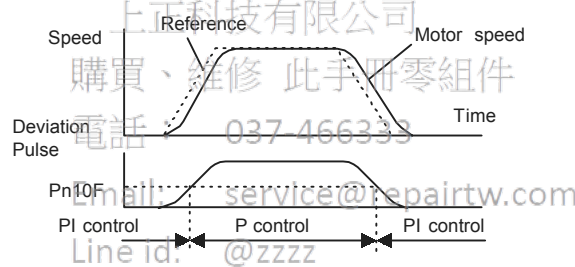 上正科技有限公司
Speed
Reference
Motor speed
購買、維修 此手冊零組件
Time
電話： 037-466333
Deviation
Pulse
Pn10F
Email: service@repairtw.com
PI control
P control
PI control
Line id: @zzzz